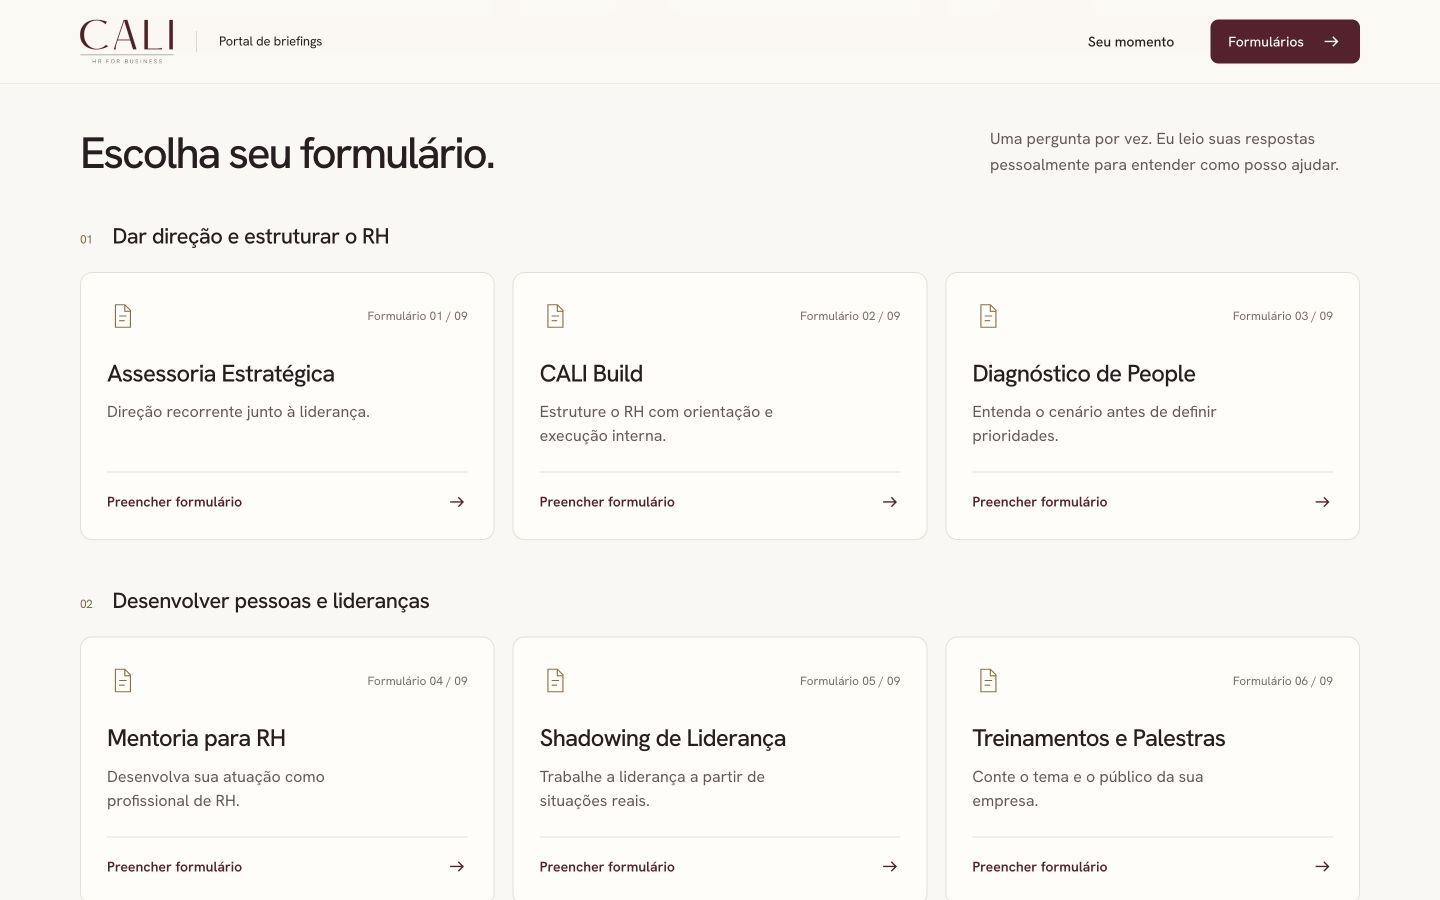 CALI
HR FOR BUSINESS
Portal de briefings
Seu momento
Formulários
Escolha seu formulário.
Uma pergunta por vez. Eu leio suas respostas
pessoalmente para entender como posso ajudar.
01 Dar direção e estruturar o RH
Formulário 01 / 09
Assessoria Estratégica
Direção recorrente junto à liderança.
Preencher formulário
Formulário 02 / 09
CALI Build
Estruture o RH com orientação e
execução interna.
Preencher formulário
Formulário 03 / 09
Diagnóstico de People
Entenda o cenário antes de definir
prioridades.
Preencher formulário
02 Desenvolver pessoas e lideranças
Formulário 04 / 09
Mentoria para RH
Desenvolva sua atuação como
profissional de RH.
Preencher formulário
Formulário 05 / 09
Shadowing de Liderança
Trabalhe a liderança a partir de
situações reais.
Preencher formulário
Formulário 06 / 09
Treinamentos e Palestras
Conte o tema e o público da sua
empresa.
Preencher formulário